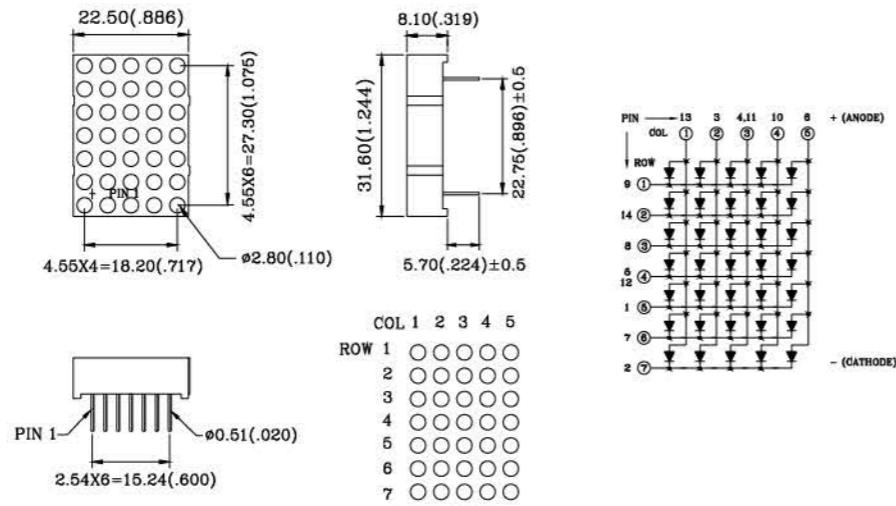 22.50(.886)
4.55X6=27.30(1.075)
+ PIN 1
4.55X4=18.20(.717)
ø2.80(.110)
8.10(.319)
31.60(1.244)
22.75(.896)±0.5
5.70(.224)±0.5
PIN 13 3 4,11 10 6 + (ANODE)
COL 1 2 3 4 5
ROW
9 1
14 2
8 3
5 4
12
1 5
7 6
2 7 - (CATHODE)
PIN 1
ø0.51(.020)
2.54X6=15.24(.600)
COL 1 2 3 4 5
ROW 1
2
3
4
5
6
7